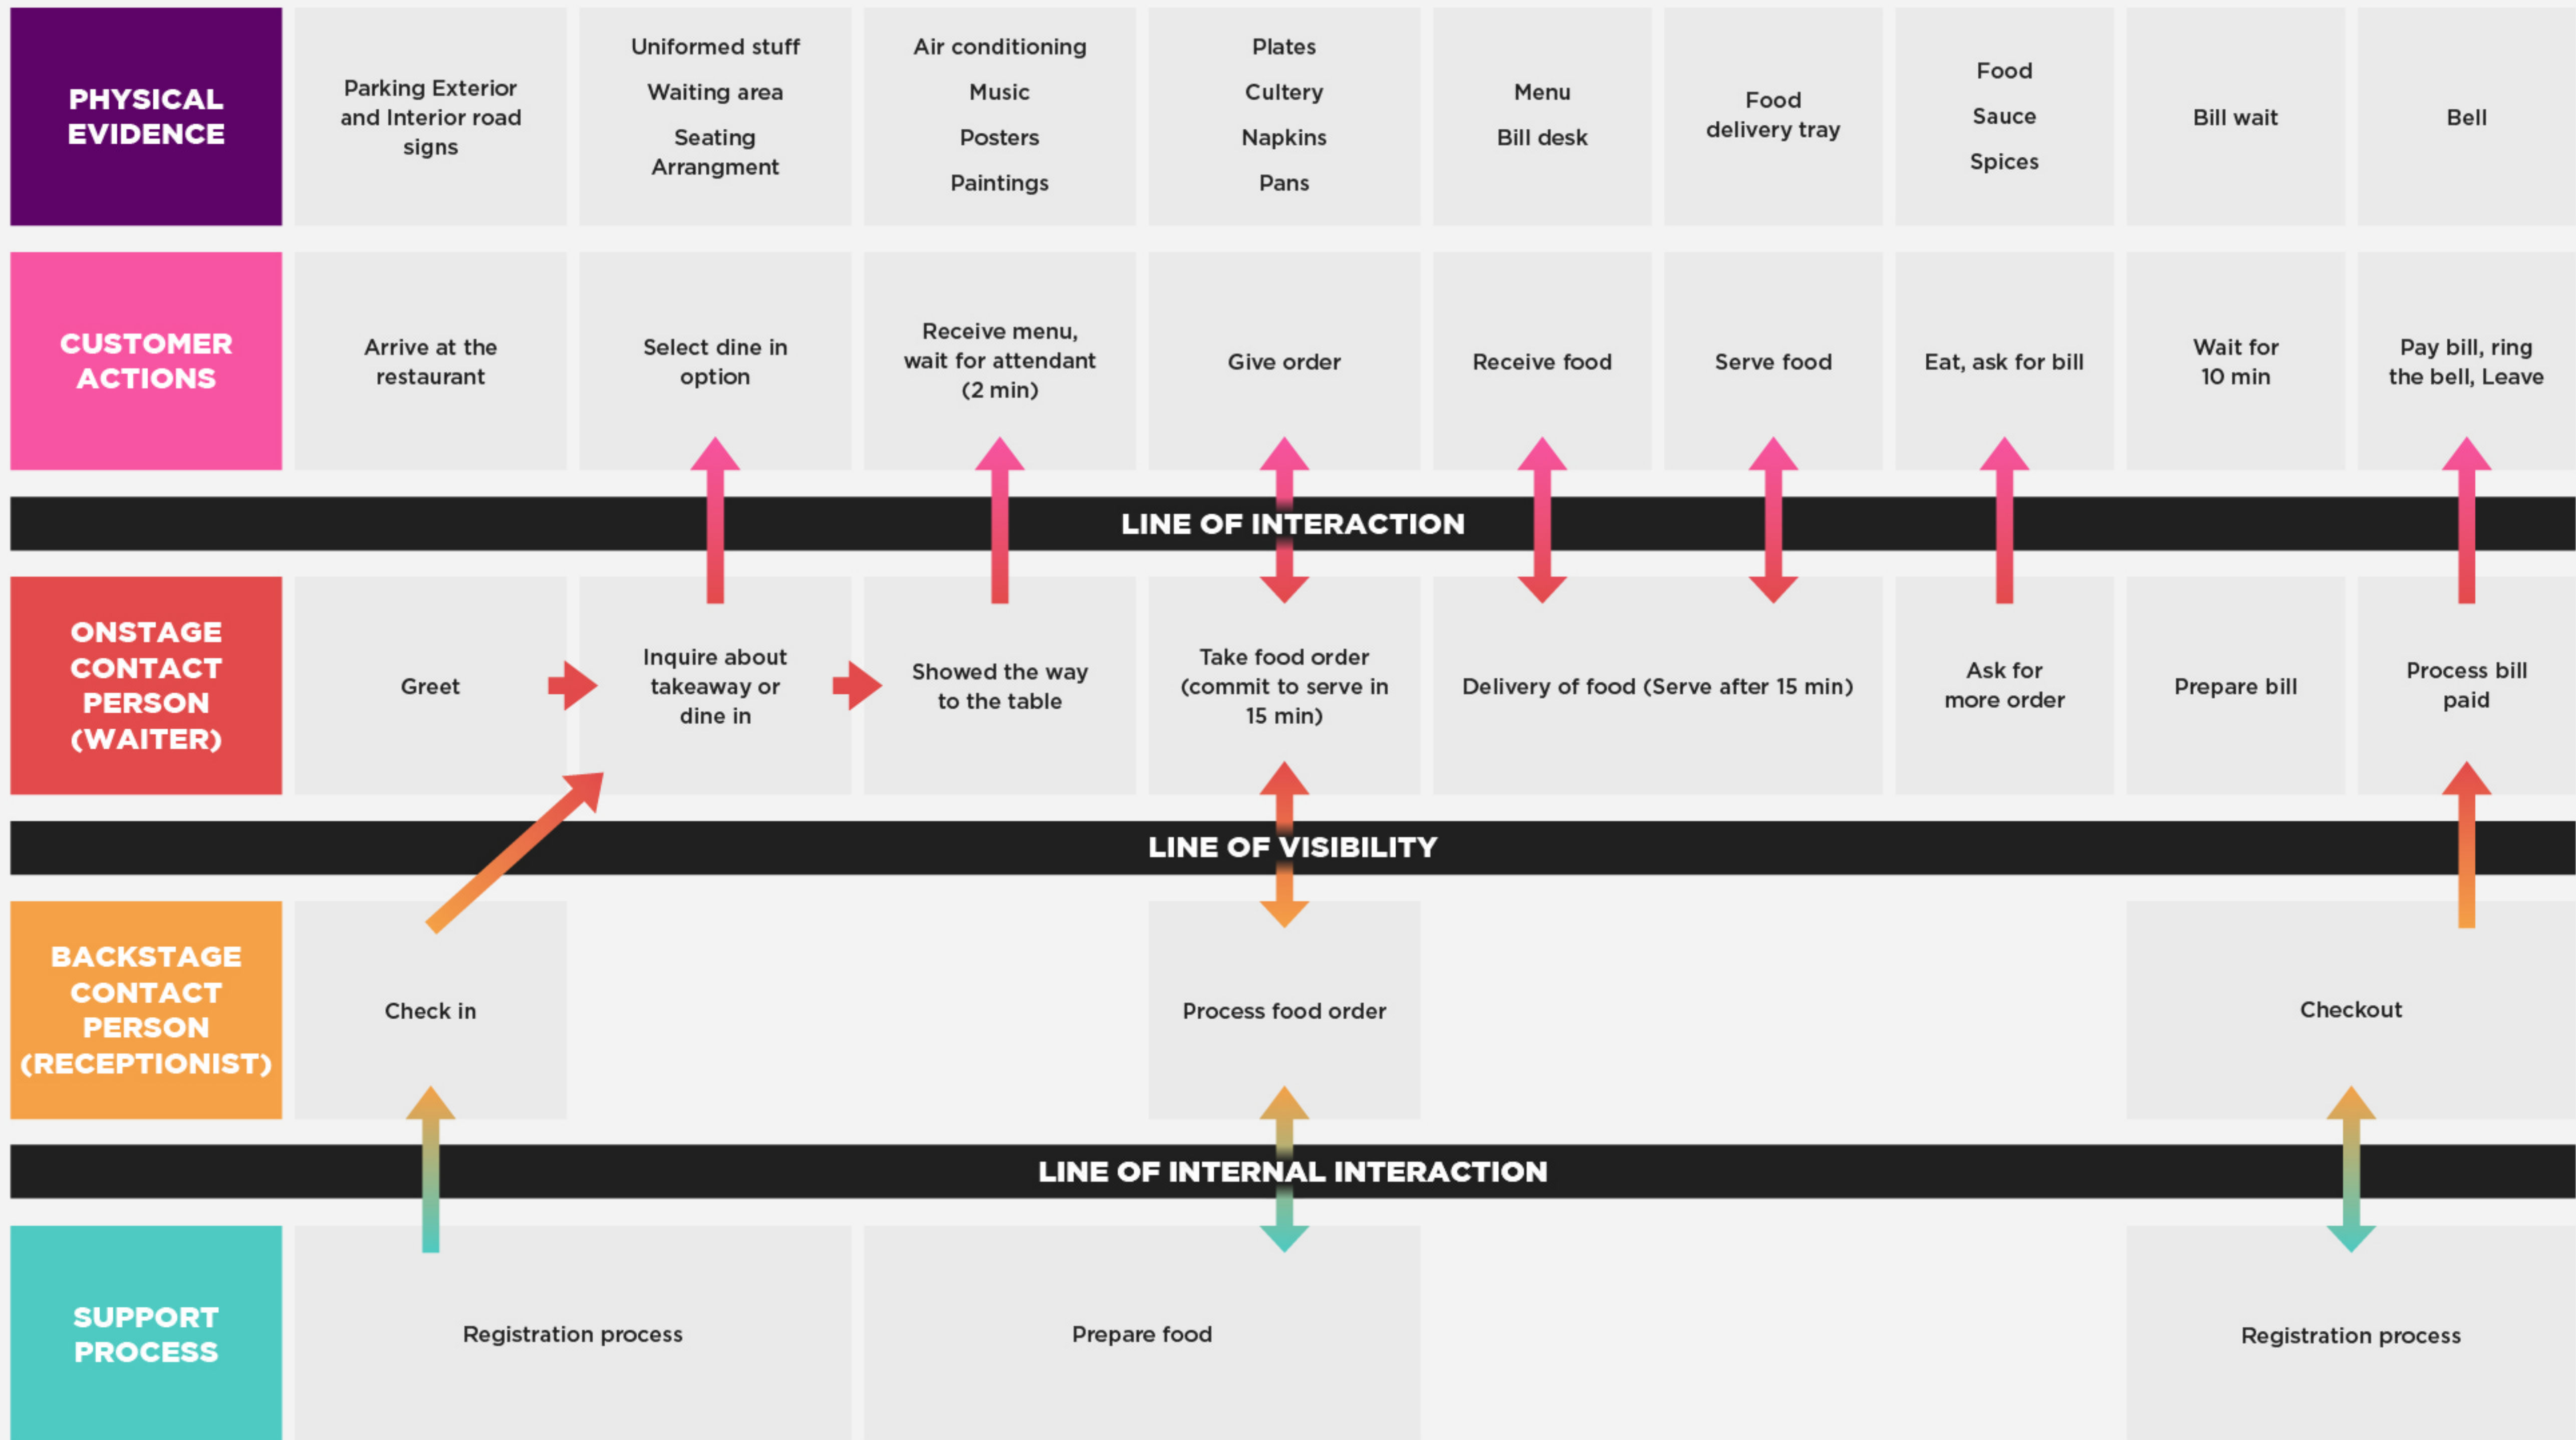 PHYSICAL
EVIDENCE
Parking Exterior
and Interior road
signs
Uniformed stuff
Waiting area
Seating
Arrangment
Air conditioning
Music
Posters
Paintings
Plates
Cultery
Napkins
Pans
Menu
Bill desk
Food
delivery tray
Food
Sauce
Spices
Bill wait
Bell
CUSTOMER
ACTIONS
Arrive at the
restaurant
Select dine in
option
Receive menu,
wait for attendant
(2 min)
Give order
Receive food
Serve food
Eat, ask for bill
Wait for
10 min
Pay bill, ring
the bell, Leave
LINE OF INTERACTION
ONSTAGE
CONTACT
PERSON
(WAITER)
Greet
Inquire about
takeaway or
dine in
Showed the way
to the table
Take food order
(commit to serve in
15 min)
Delivery of food (Serve after 15 min)
Ask for
more order
Prepare bill
Process bill
paid
LINE OF VISIBILITY
BACKSTAGE
CONTACT
PERSON
(RECEPTIONIST)
Check in
Process food order
Checkout
LINE OF INTERNAL INTERACTION
SUPPORT
PROCESS
Registration process
Prepare food
Registration process